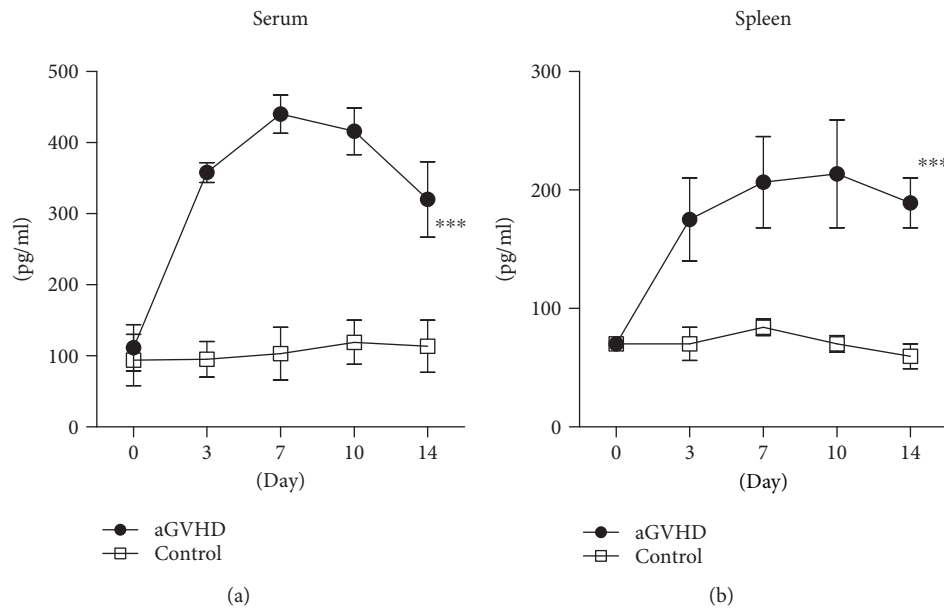 Serum
500
400
300
200
100
0
(pg/ml)
***
0 3 7 10 14
(Day)
aGVHD
Control
(a)
Spleen
300
200
100
0
(pg/ml)
***
0 3 7 10 14
(Day)
aGVHD
Control
(b)